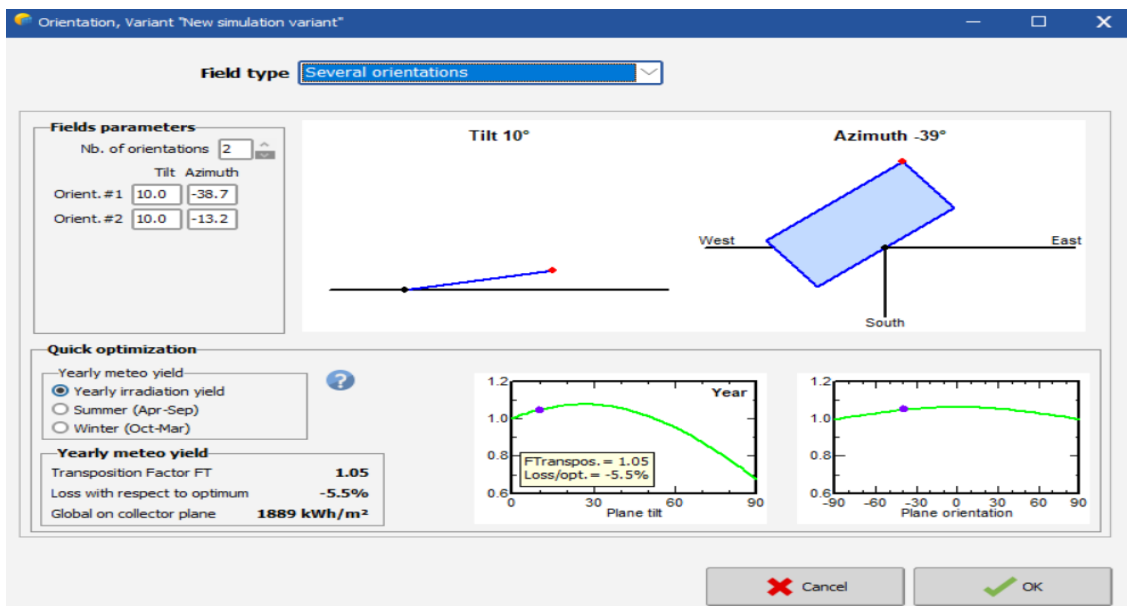 Orientation, Variant "New simulation variant"
Field type Several orientations
Fields parameters
Nb. of orientations 2
Tilt Azimuth
Orient. #1 10.0 -38.7
Orient. #2 10.0 -13.2
Tilt 10°
Azimuth -39°
West
East
South
Quick optimization
Yearly meteo yield
Yearly irradiation yield
Summer (Apr-Sep)
Winter (Oct-Mar)
?
Yearly meteo yield
Transposition Factor FT 1.05
Loss with respect to optimum -5.5%
Global on collector plane 1889 kWh/m²
Year
1.2
1.0
0.8
0.6
FTranspos. = 1.05
Loss/opt. = -5.5%
0 30 60 90
Plane tilt
1.2
1.0
0.8
0.6
-90 -60 -30 0 30 60 90
Plane orientation
Cancel
OK